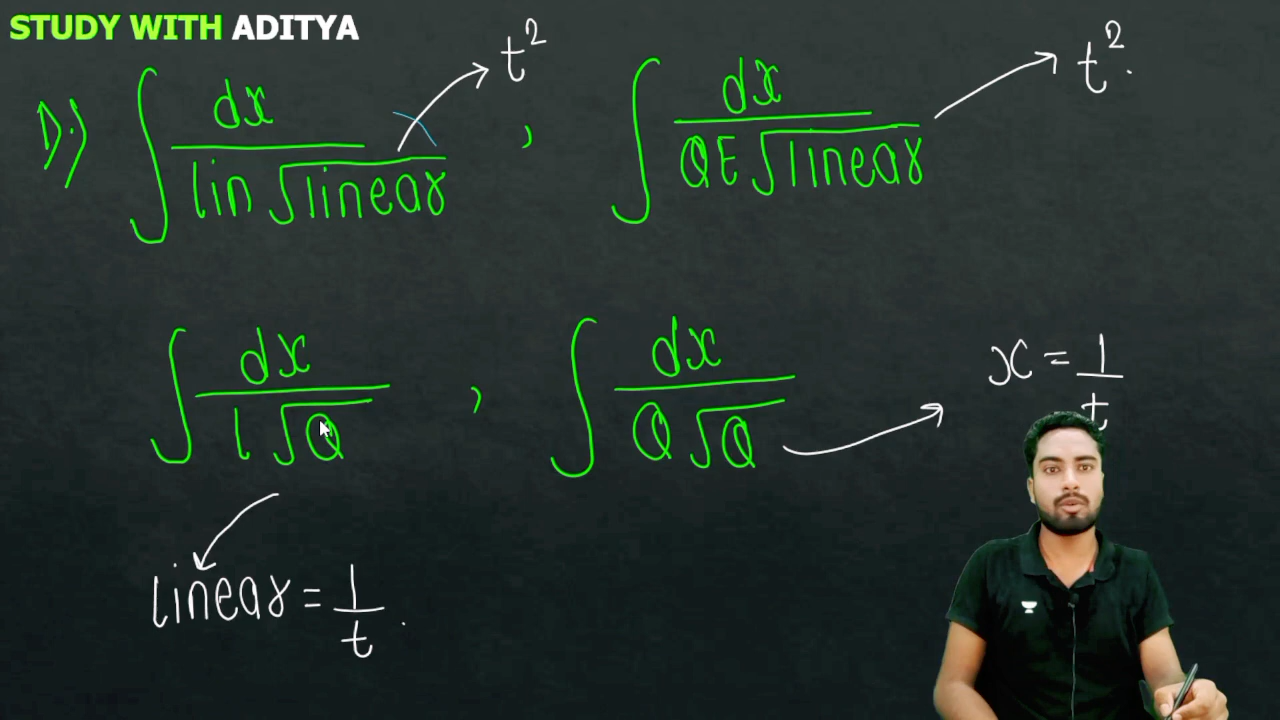 STUDY WITH ADITYA
1.) ∫ dx / lin √linear → t² , ∫ dx / QE √linear → t².
∫ dx / l √Q , ∫ dx / Q √Q → x = 1/t
linear = 1/t .